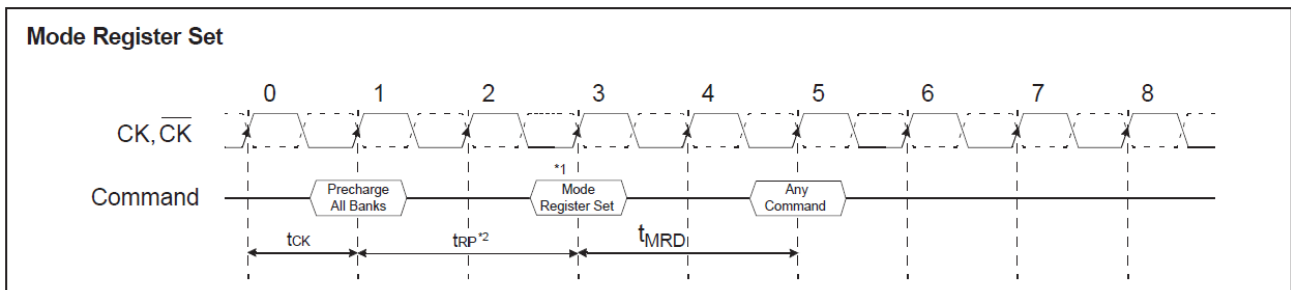 Mode Register Set
0 1 2 3 4 5 6 7 8
CK, C̅K̅
*1
Command
Precharge
All Banks
Mode
Register Set
Any
Command
tCK
tRP*2
tMRD